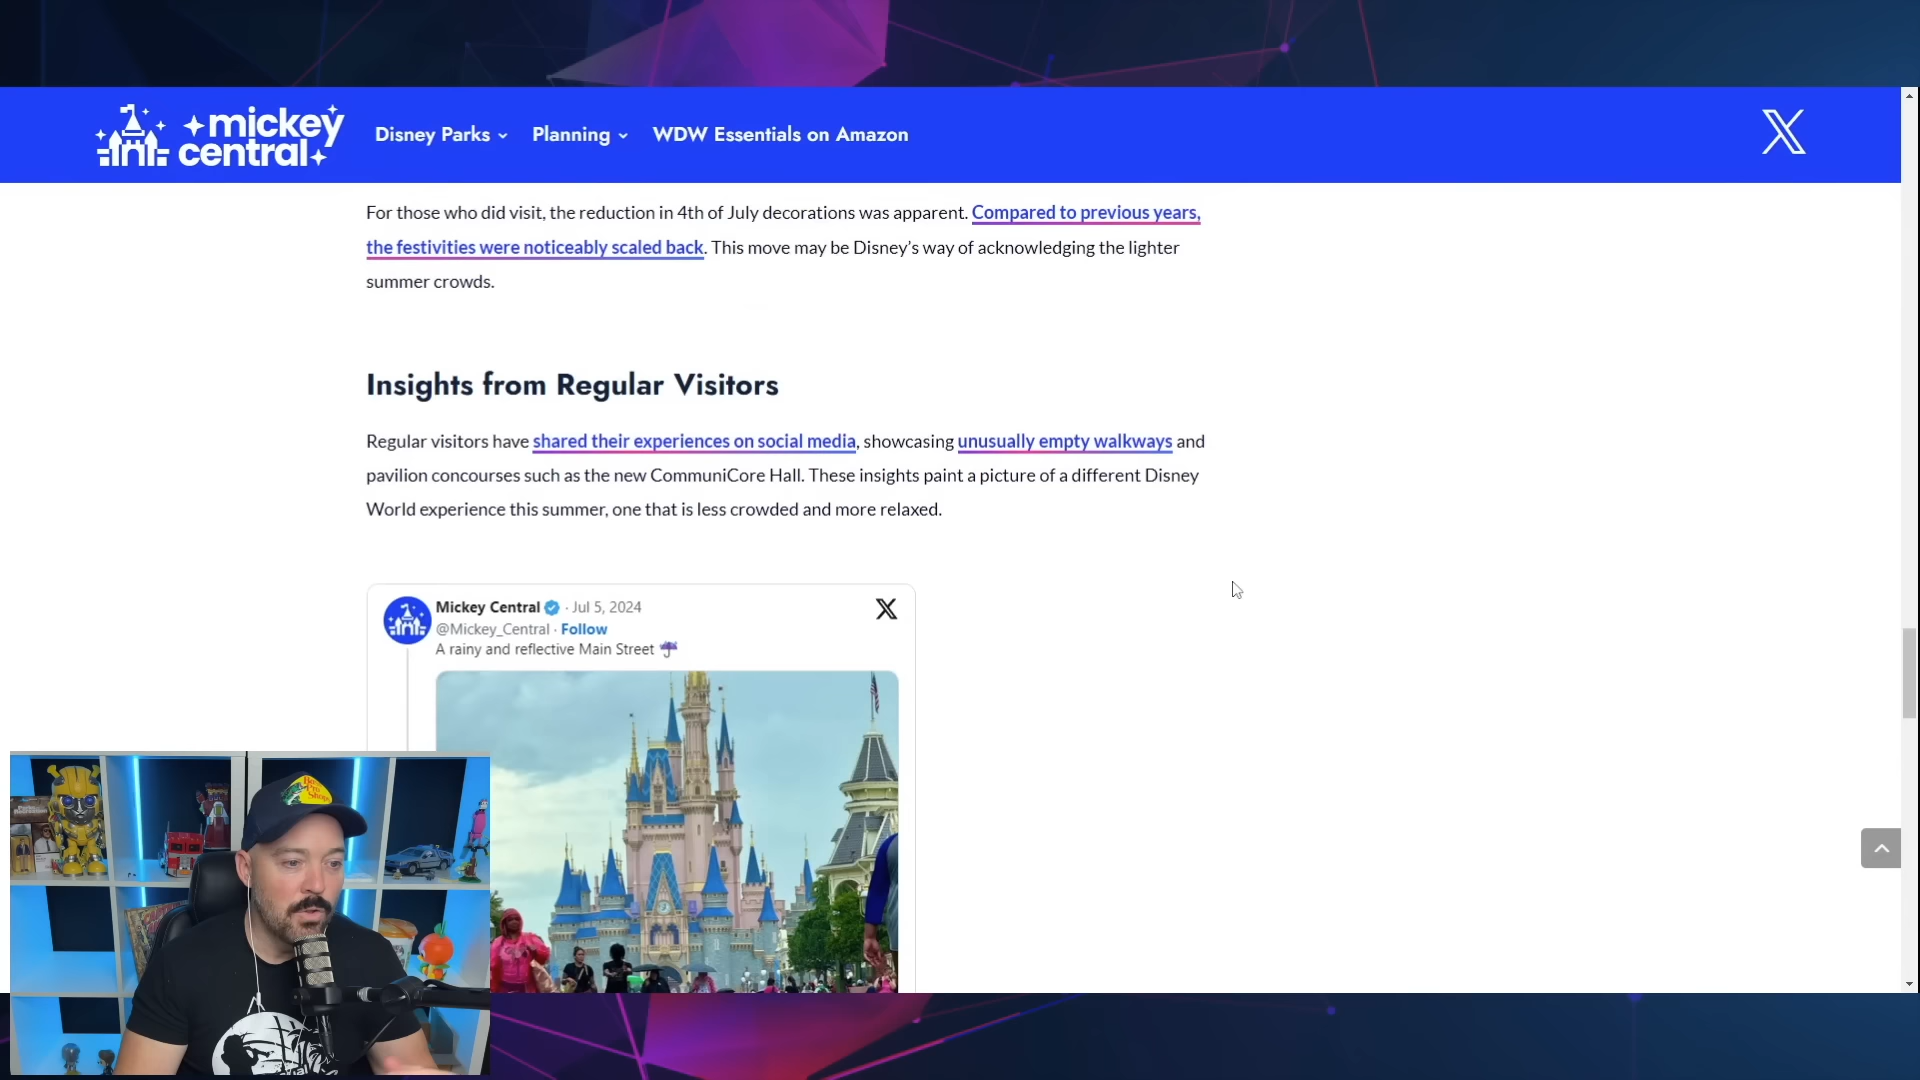 mickey
central
Disney Parks
Planning
WDW Essentials on Amazon
For those who did visit, the reduction in 4th of July decorations was apparent. Compared to previous years,
the festivities were noticeably scaled back. This move may be Disney’s way of acknowledging the lighter
summer crowds.
Insights from Regular Visitors
Regular visitors have shared their experiences on social media, showcasing unusually empty walkways and
pavilion concourses such as the new CommuniCore Hall. These insights paint a picture of a different Disney
World experience this summer, one that is less crowded and more relaxed.
Mickey Central · Jul 5, 2024
@Mickey_Central · Follow
A rainy and reflective Main Street ☔
Bass
Pro
Shops